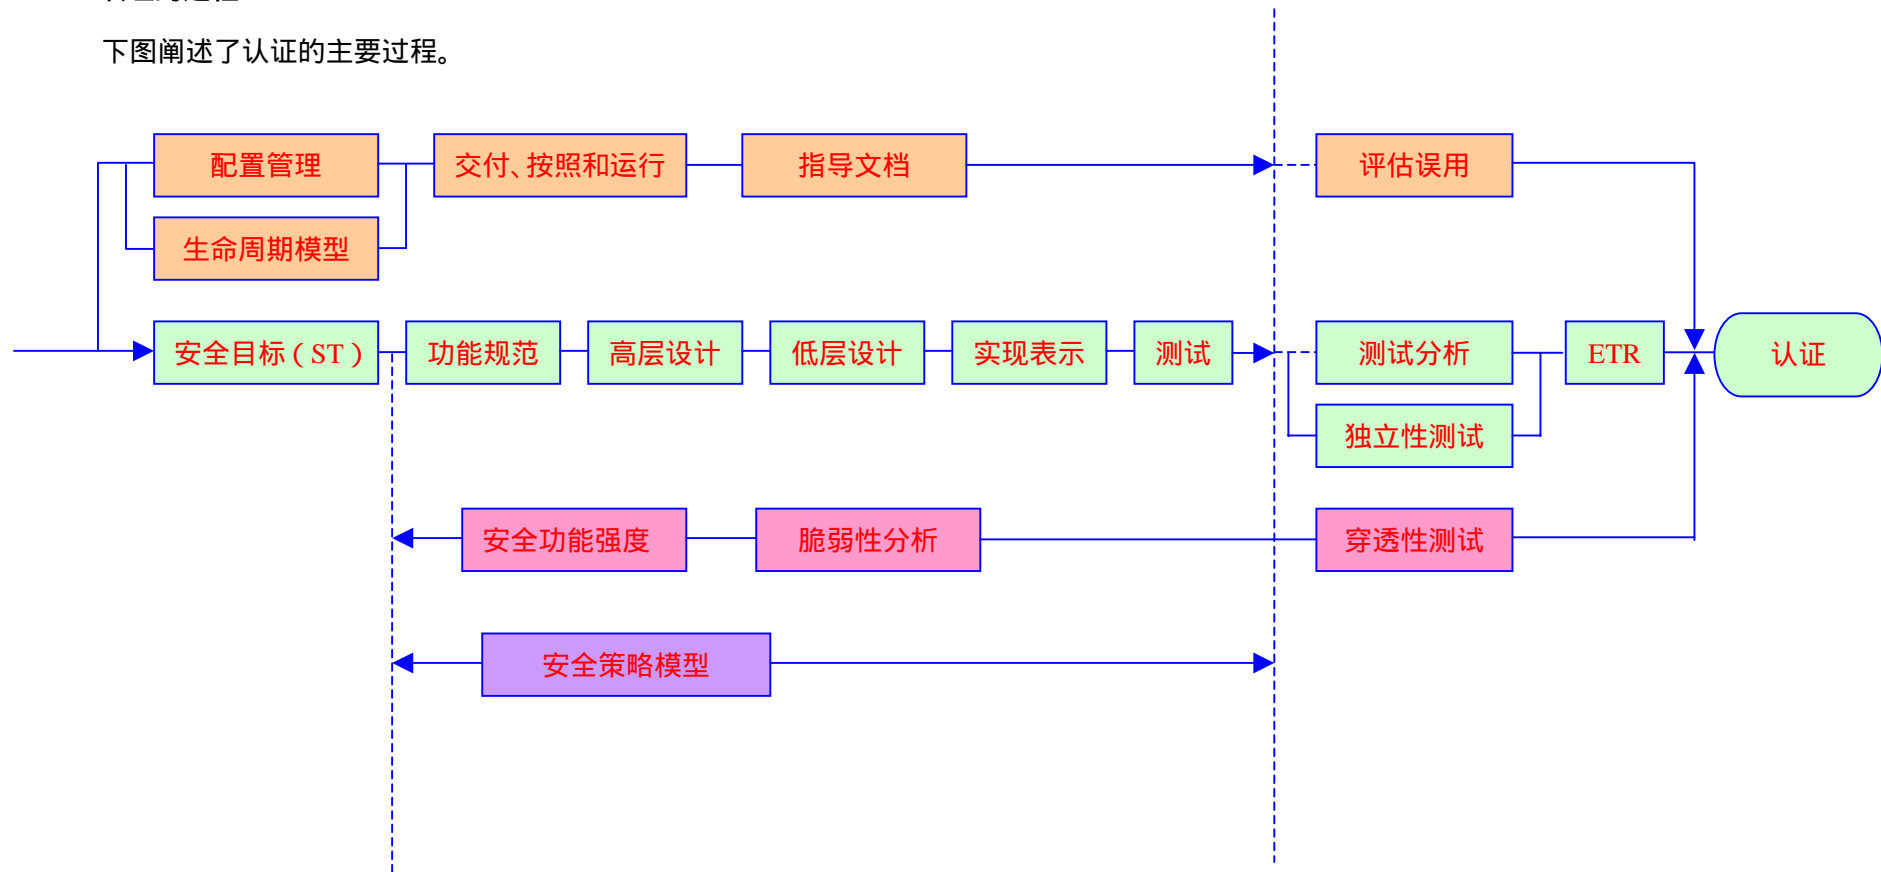 下图阐述了认证的主要过程。
配置管理
交付、按照和运行
指导文档
评估误用
生命周期模型
安全目标(ST)
功能规范
高层设计
低层设计
实现表示
测试
测试分析
ETR
认证
独立性测试
安全功能强度
脆弱性分析
穿透性测试
安全策略模型